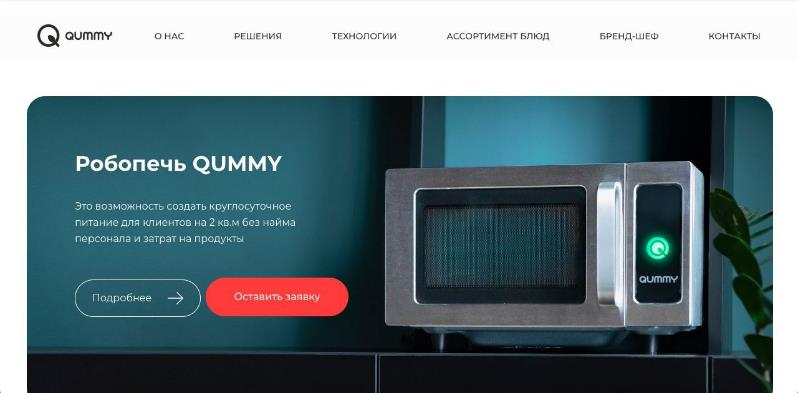 QUMMY
О НАС
РЕШЕНИЯ
ТЕХНОЛОГИИ
АССОРТИМЕНТ БЛЮД
БРЕНД-ШЕФ
КОНТАКТЫ
Робопечь QUMMY
Это возможность создать круглосуточное
питание для клиентов на 2 кв.м без найма
персонала и затрат на продукты
Подробнее
Оставить заявку
QUMMY